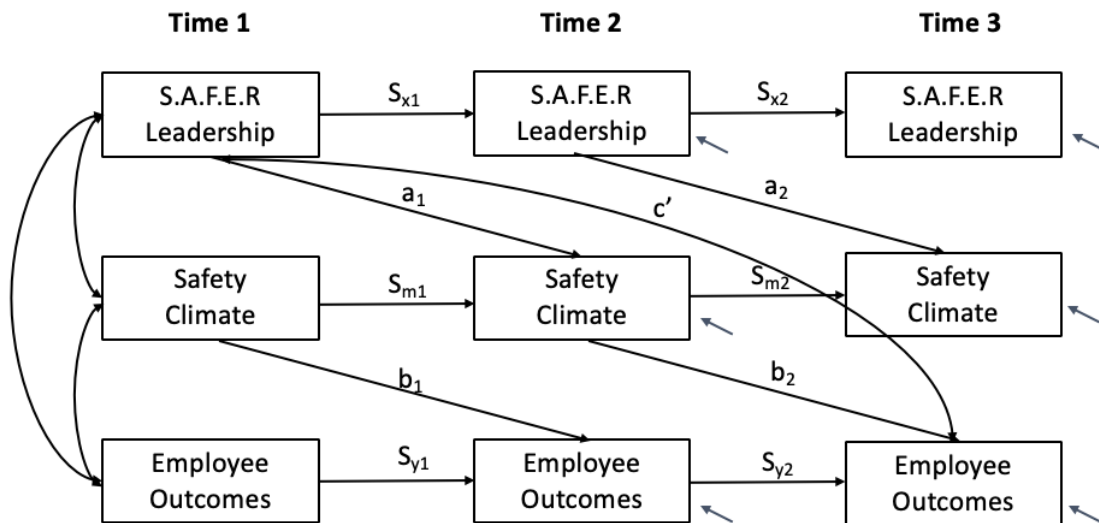 Time 1
Time 2
Time 3
S.A.F.E.R
Leadership
Sx1
S.A.F.E.R
Leadership
Sx2
S.A.F.E.R
Leadership
a1
c’
a2
Safety
Climate
Sm1
Safety
Climate
Sm2
Safety
Climate
b1
b2
Employee
Outcomes
Sy1
Employee
Outcomes
Sy2
Employee
Outcomes